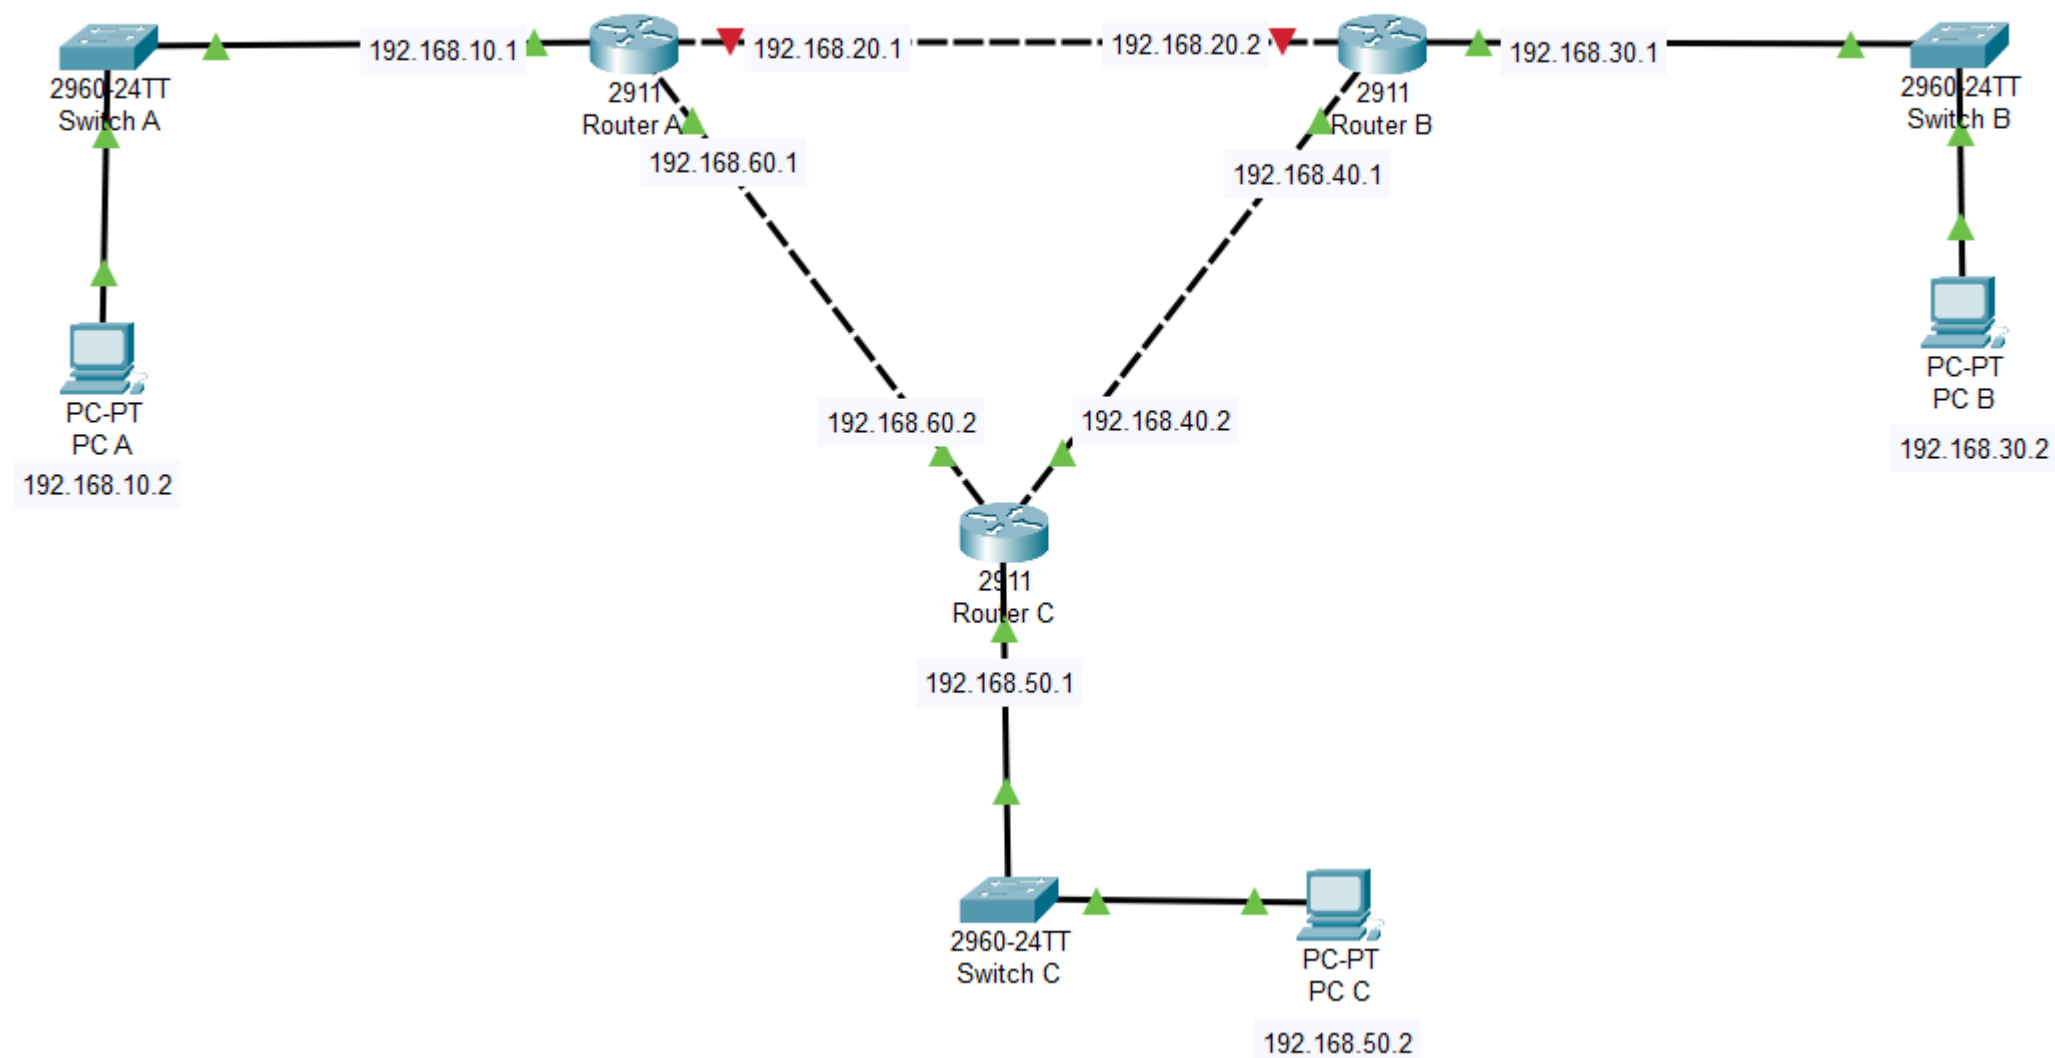 192.168.10.1
192.168.20.1
192.168.20.2
192.168.30.1
2960-24TT
Switch A
2911
Router A
2911
Router B
2960-24TT
Switch B
192.168.60.1
192.168.40.1
PC-PT
PC A
192.168.10.2
PC-PT
PC B
192.168.30.2
192.168.60.2
192.168.40.2
2911
Router C
192.168.50.1
2960-24TT
Switch C
PC-PT
PC C
192.168.50.2